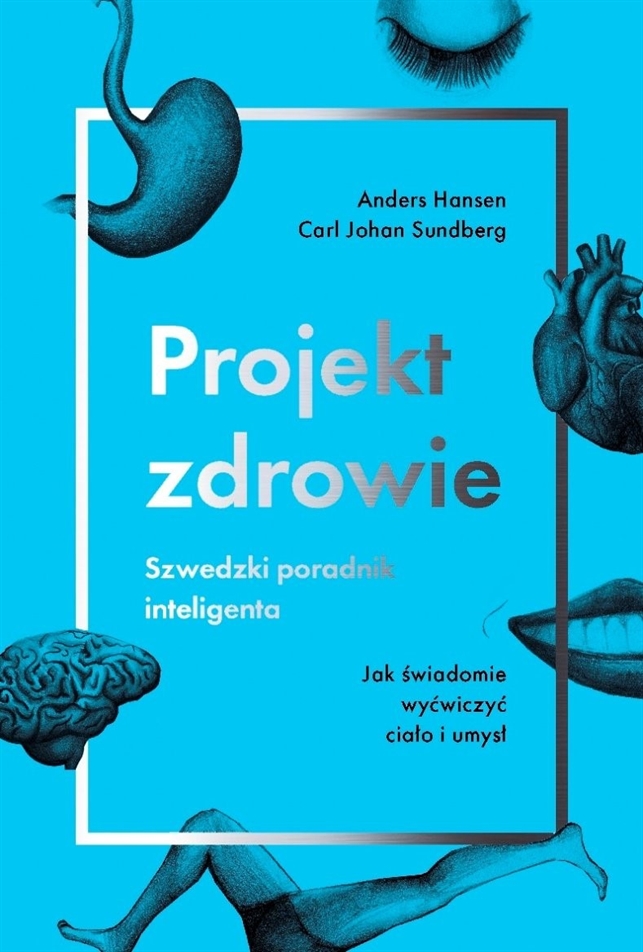 Anders Hansen
Carl Johan Sundberg
Projekt
zdrowie
Szwedzki poradnik
inteligenta
Jak świadomie
wyćwiczyć
ciało i umysł